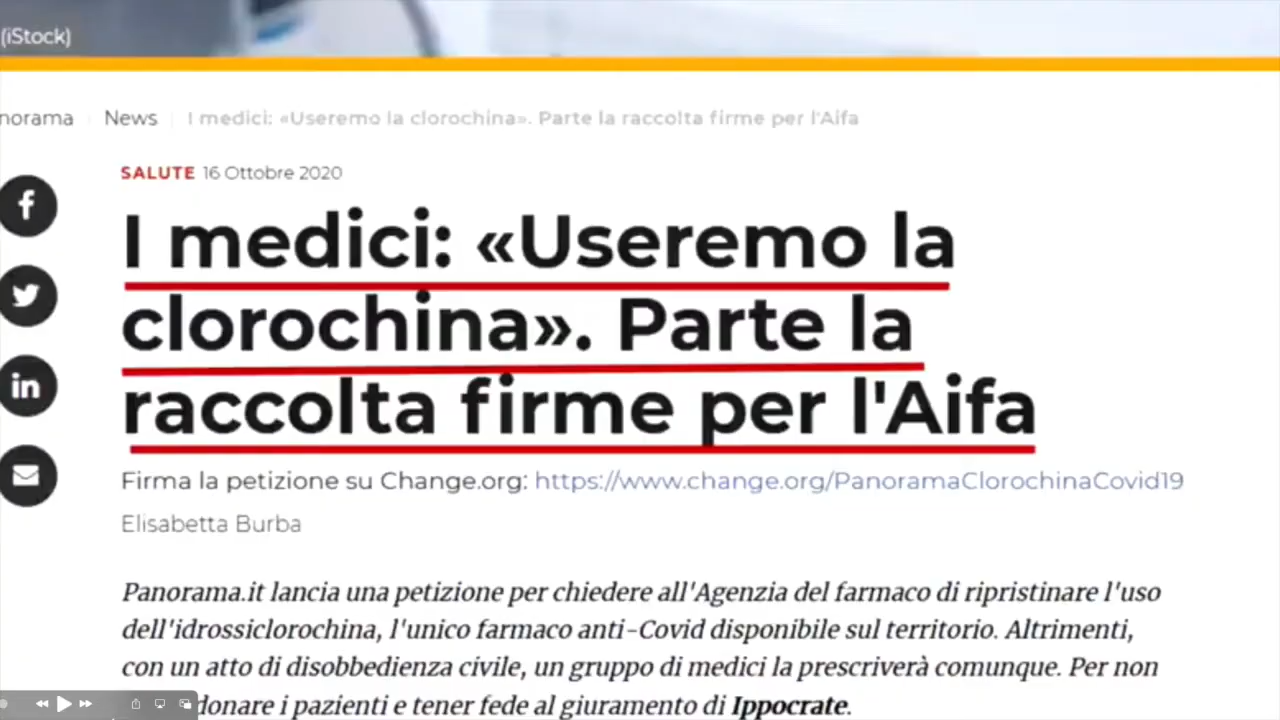 (iStock)
norama News I medici: «Useremo la clorochina». Parte la raccolta firme per l'Aifa
SALUTE 16 Ottobre 2020
I medici: «Useremo la
clorochina». Parte la
raccolta firme per l'Aifa
Firma la petizione su Change.org: https://www.change.org/PanoramaClorochinaCovid19
Elisabetta Burba
Panorama.it lancia una petizione per chiedere all'Agenzia del farmaco di ripristinare l'uso
dell'idrossiclorochina, l'unico farmaco anti-Covid disponibile sul territorio. Altrimenti,
con un atto di disobbedienza civile, un gruppo di medici la prescriverà comunque. Per non
donare i pazienti e tener fede al giuramento di Ippocrate.